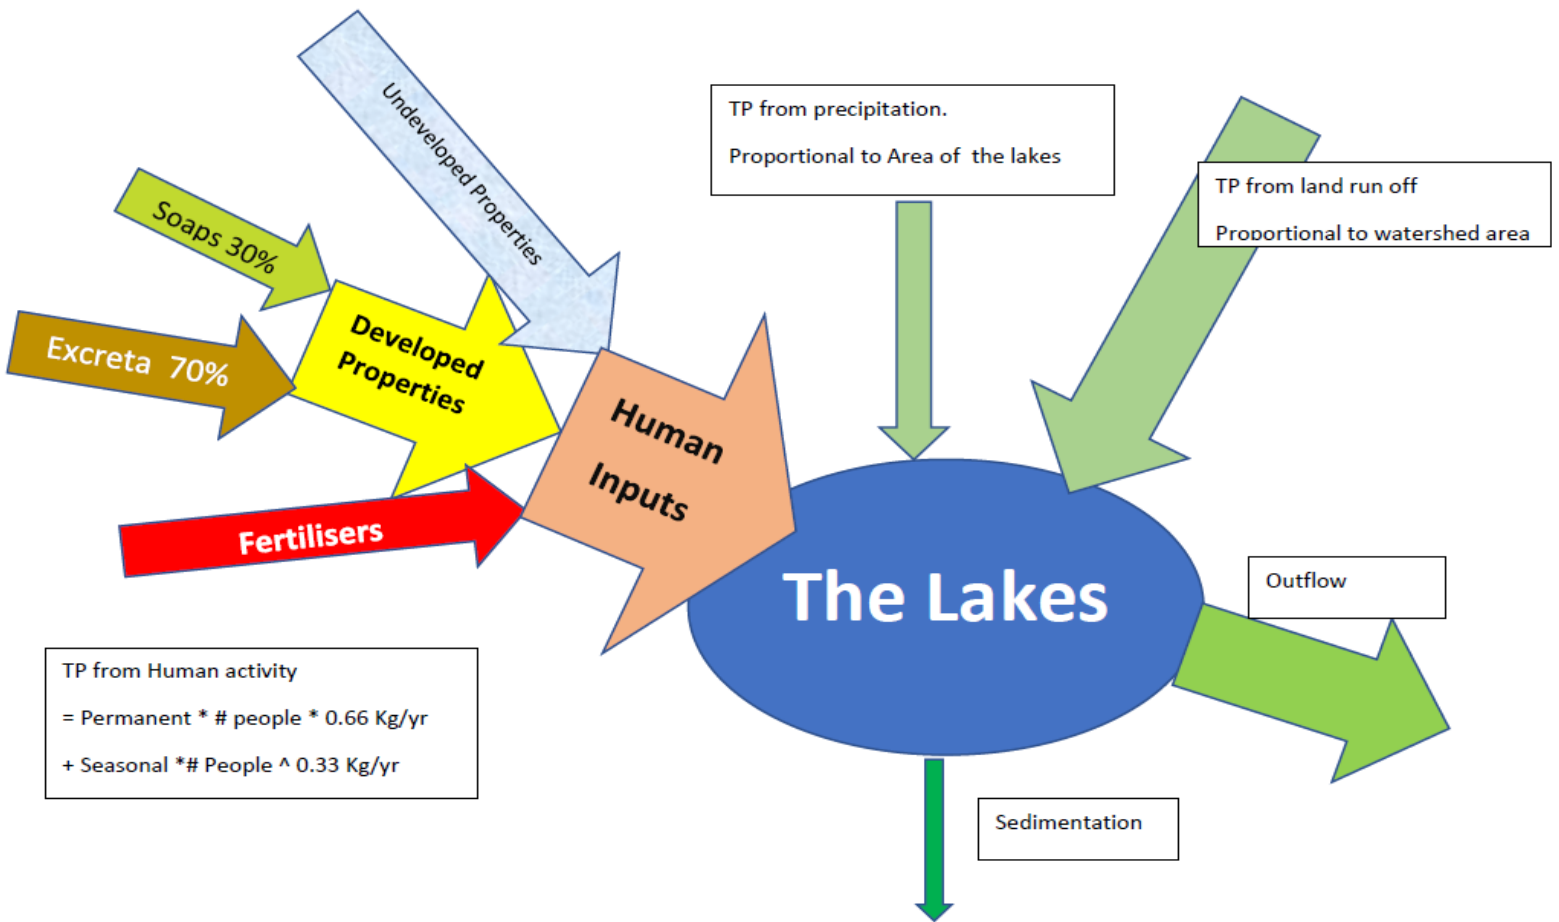 Undeveloped Properties
Soaps 30%
Excreta  70%
Developed
Properties
Fertilisers
Human
Inputs
TP from precipitation.
Proportional to Area of  the lakes
TP from land run off
Proportional to watershed area
The Lakes
Outflow
Sedimentation
TP from Human activity
= Permanent * # people * 0.66 Kg/yr
+ Seasonal *# People ^ 0.33 Kg/yr